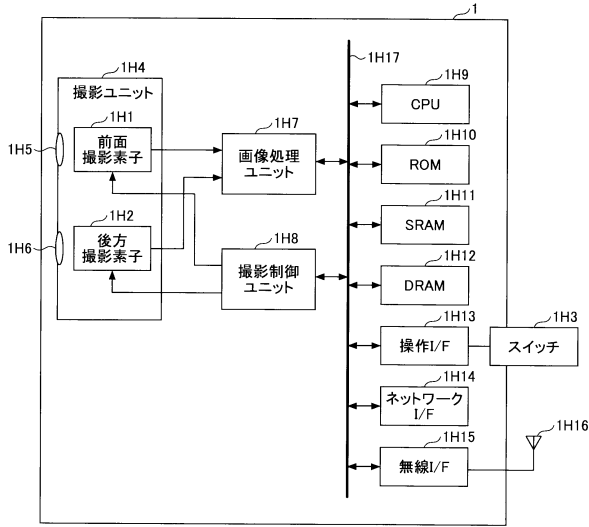 1
1H17
1H4
撮影ユニット
1H1
前面
撮影素子
1H5
1H2
後方
撮影素子
1H6
1H7
画像処理
ユニット
1H8
撮影制御
ユニット
1H9
CPU
1H10
ROM
1H11
SRAM
1H12
DRAM
1H13
操作I/F
1H3
スイッチ
1H14
ネットワーク
I/F
1H15
無線I/F
1H16